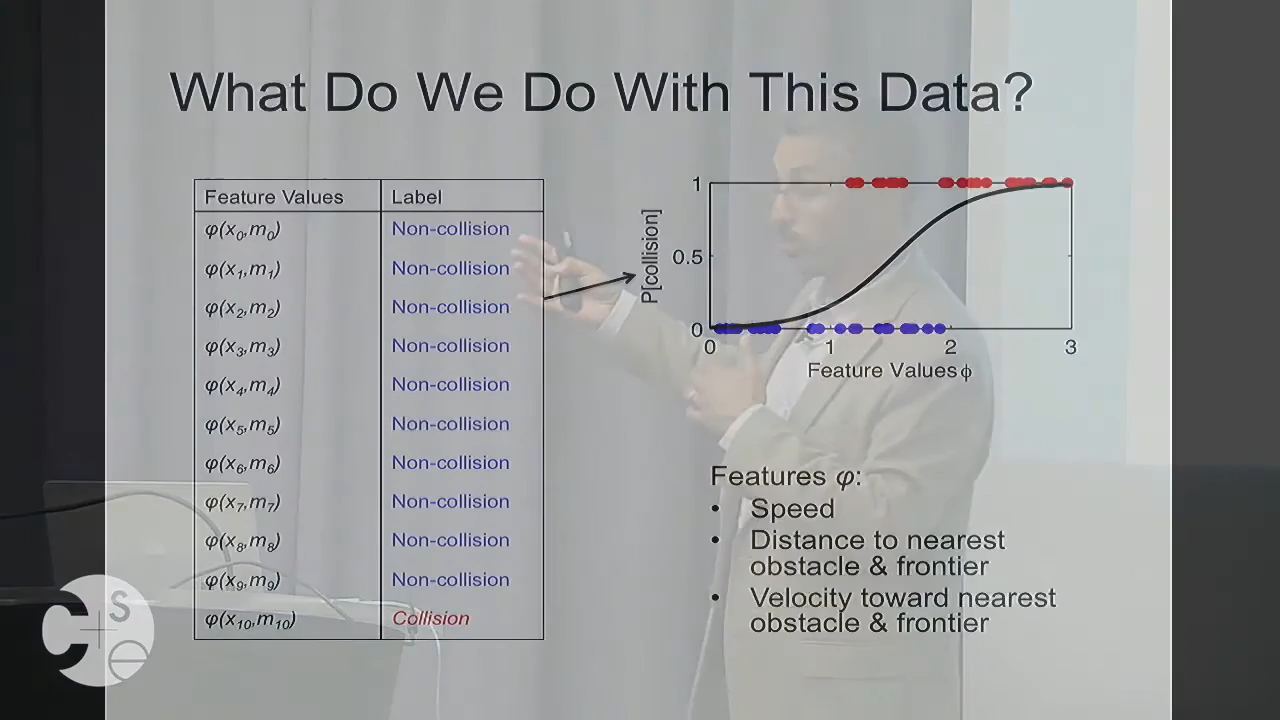 What Do We Do With This Data?
Feature Values Label
φ(x0,m0) Non-collision
φ(x1,m1) Non-collision
φ(x2,m2) Non-collision
φ(x3,m3) Non-collision
φ(x4,m4) Non-collision
φ(x5,m5) Non-collision
φ(x6,m6) Non-collision
φ(x7,m7) Non-collision
φ(x8,m8) Non-collision
φ(x9,m9) Non-collision
φ(x10,m10) Collision
P[collision]
1
0.5
0
0 1 2 3
Feature Values ϕ
Features φ:
• Speed
• Distance to nearest
obstacle & frontier
• Velocity toward nearest
obstacle & frontier
c s e